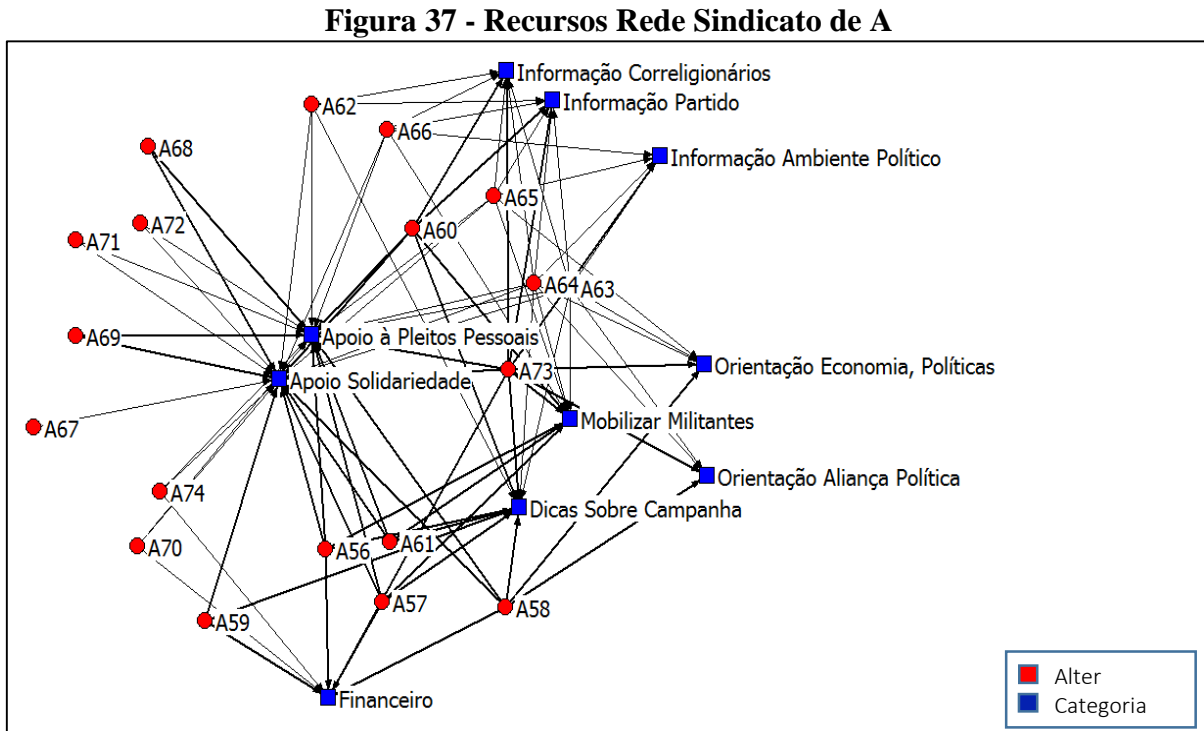 Figura 37 - Recursos Rede Sindicato de A
Informação Correligionários
Informação Partido
A62
A66
A68
Informação Ambiente Político
A65
A72
A60
A71
A64
A63
A69
Apoio à Pleitos Pessoais
A73
Orientação Economia, Políticas
Apoio Solidariedade
Mobilizar Militantes
A67
Orientação Aliança Política
A74
Dicas Sobre Campanha
A70
A56
A61
A57
A58
A59
Financeiro
Alter
Categoria